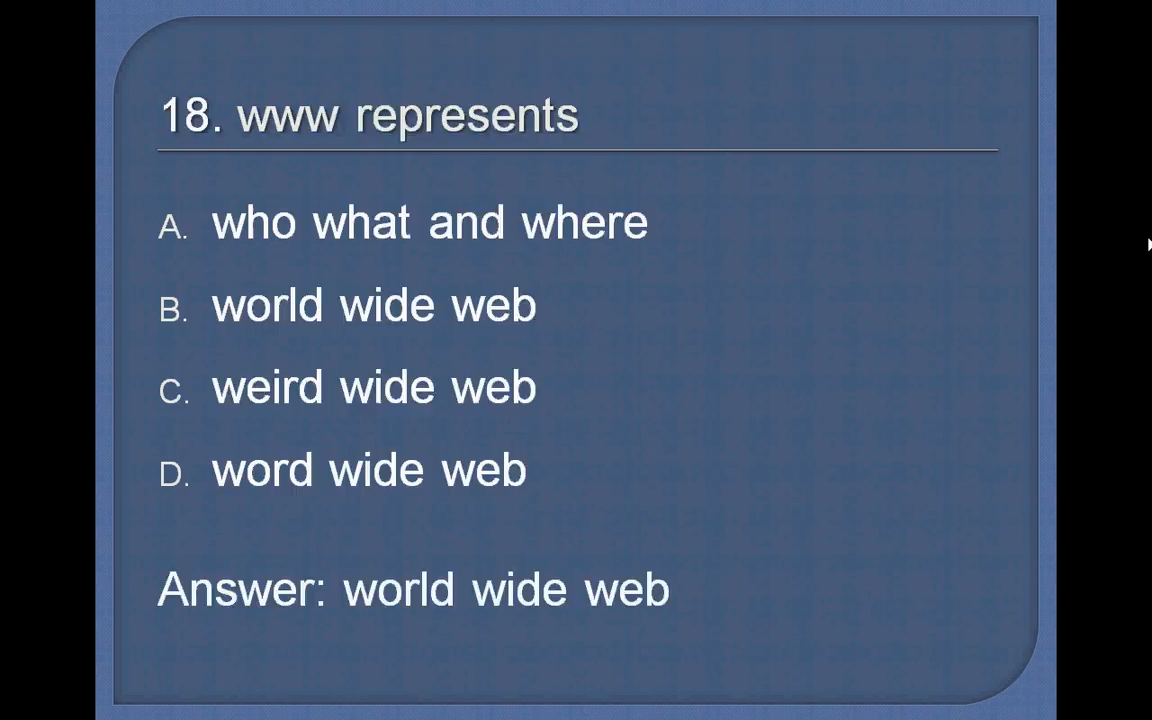 18. www represents
A. who what and where
B. world wide web
C. weird wide web
D. word wide web
Answer: world wide web